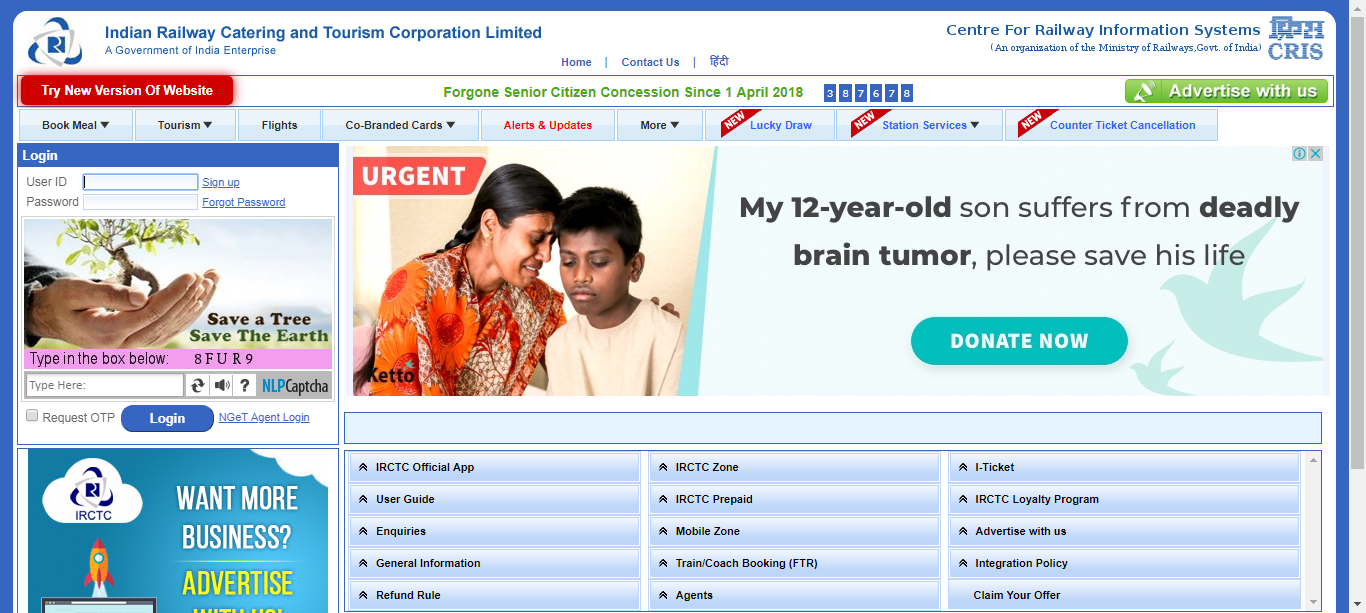 Indian Railway Catering and Tourism Corporation Limited
A Government of India Enterprise
Centre For Railway Information Systems
(An organization of the Ministry of Railways,Govt. of India)
CRIS
Home | Contact Us | हिंदी
Try New Version Of Website
Forgone Senior Citizen Concession Since 1 April 2018 3 8 7 6 7 8
Advertise with us
Book Meal Tourism Flights Co-Branded Cards Alerts & Updates More NEW Lucky Draw NEW Station Services NEW Counter Ticket Cancellation
Login
User ID Sign up
Password Forgot Password
Save a Tree
Save The Earth
Type in the box below: 8FUR9
Type Here: ? NLPCaptcha
Request OTP Login NGeT Agent Login
URGENT
My 12-year-old son suffers from deadly
brain tumor, please save his life
DONATE NOW
Ketto
IRCTC
WANT MORE
BUSINESS?
ADVERTISE
WITH US!
IRCTC Official App IRCTC Zone I-Ticket
User Guide IRCTC Prepaid IRCTC Loyalty Program
Enquiries Mobile Zone Advertise with us
General Information Train/Coach Booking (FTR) Integration Policy
Refund Rule Agents Claim Your Offer